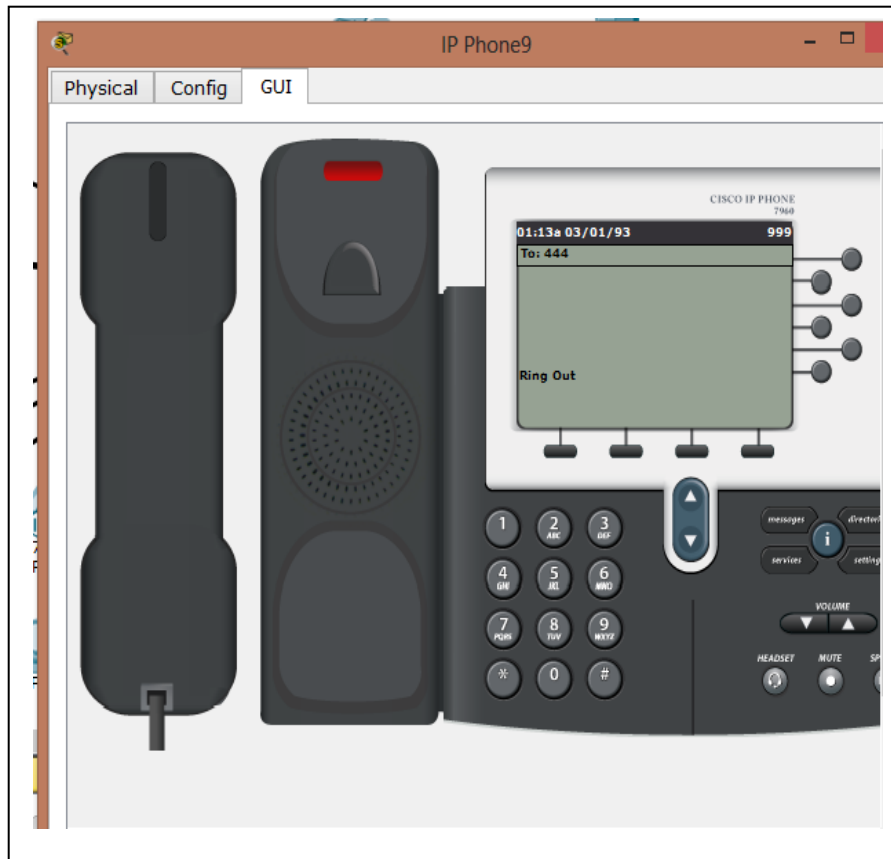 IP Phone9
Physical
Config
GUI
CISCO IP PHONE
7960
01:13a 03/01/93
999
To: 444
Ring Out
1
2
ABC
3
DEF
4
GHI
5
JKL
6
MNO
7
PQRS
8
TUV
9
WXYZ
*
0
#
messages
services
i
VOLUME
HEADSET
MUTE